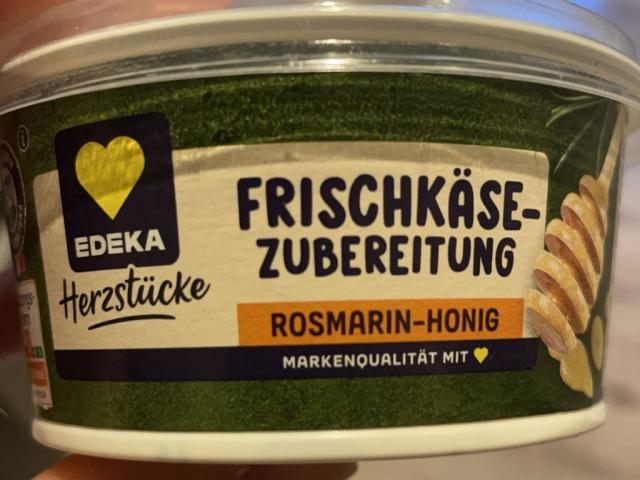 EDEKA
Herzstücke
FRISCHKÄSE-
ZUBEREITUNG
ROSMARIN-HONIG
MARKENQUALITÄT MIT